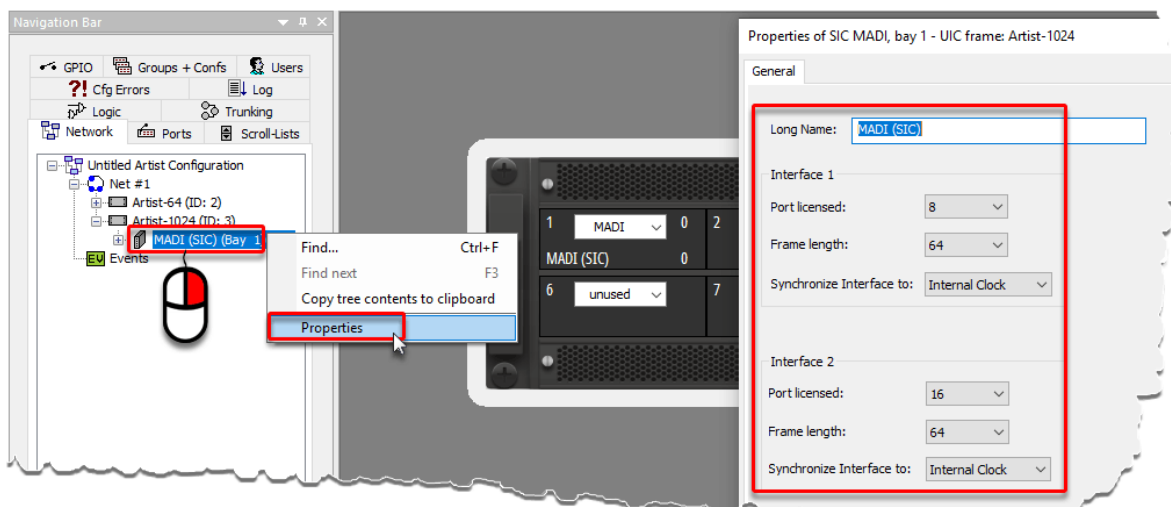 Navigation Bar
GPIO Groups + Confs Users
?! Cfg Errors Log
Logic Trunking
Network Ports Scroll-Lists
Untitled Artist Configuration
Net #1
Artist-64 (ID: 2)
Artist-1024 (ID: 3)
MADI (SIC) (Bay 1)
EV Events
Find... Ctrl+F
Find next F3
Copy tree contents to clipboard
Properties
1 MADI 0 2
MADI (SIC) 0
6 unused 7
Properties of SIC MADI, bay 1 - UIC frame: Artist-1024
General
Long Name: MADI (SIC)
Interface 1
Port licensed: 8
Frame length: 64
Synchronize Interface to: Internal Clock
Interface 2
Port licensed: 16
Frame length: 64
Synchronize Interface to: Internal Clock